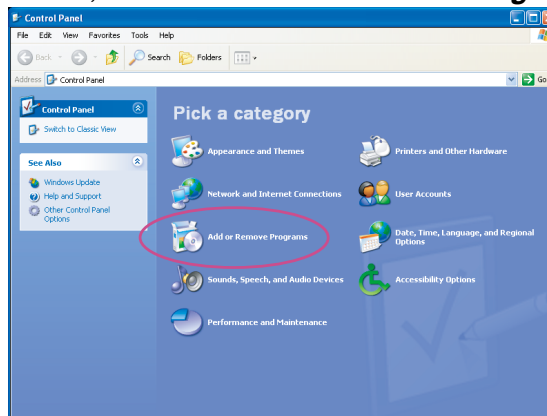 Control Panel
File Edit View Favorites Tools Help
Back Search Folders
Address Control Panel Go
Control Panel
Switch to Classic View
See Also
Windows Update
Help and Support
Other Control Panel
Options
Pick a category
Appearance and Themes
Printers and Other Hardware
Network and Internet Connections
User Accounts
Add or Remove Programs
Date, Time, Language, and Regional
Options
Sounds, Speech, and Audio Devices
Accessibility Options
Performance and Maintenance